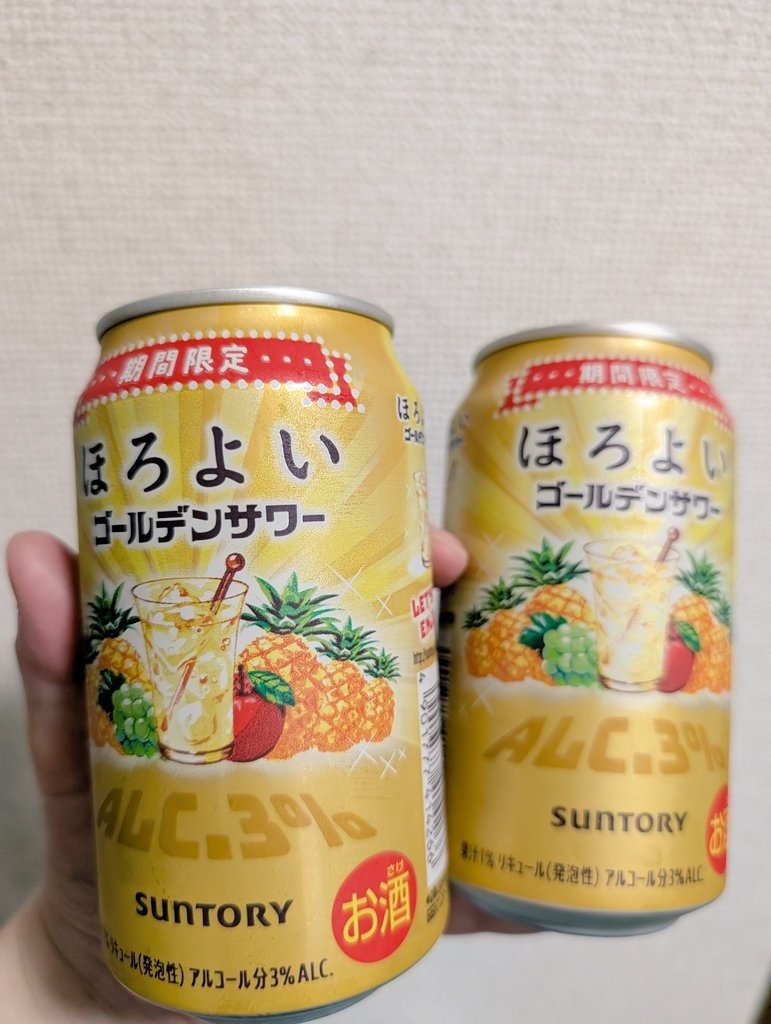 期間限定
ほろよい
ゴールデンサワー
ALC.3%
SUNTORY
さけ
お酒
リキュール(発泡性) アルコール分3%ALC.
期間限定
ほろよい
ゴールデンサワー
ALC.3%
SUNTORY
お
果汁1% リキュール(発泡性) アルコール分3%ALC.